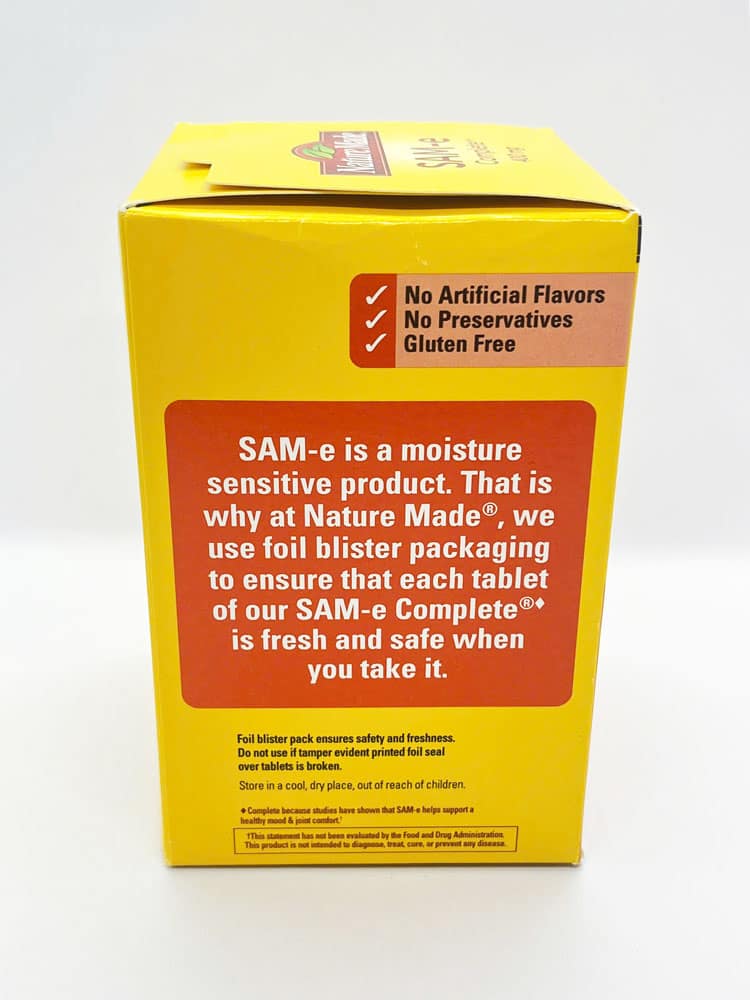 Nature Made
SAM-e
Complete
400 mg
✓ No Artificial Flavors
✓ No Preservatives
✓ Gluten Free
SAM-e is a moisture
sensitive product. That is
why at Nature Made®, we
use foil blister packaging
to ensure that each tablet
of our SAM-e Complete®♦
is fresh and safe when
you take it.
Foil blister pack ensures safety and freshness.
Do not use if tamper evident printed foil seal
over tablets is broken.
Store in a cool, dry place, out of reach of children.
♦Complete because studies have shown that SAM-e helps support a
healthy mood & joint comfort.†
†This statement has not been evaluated by the Food and Drug Administration.
This product is not intended to diagnose, treat, cure, or prevent any disease.